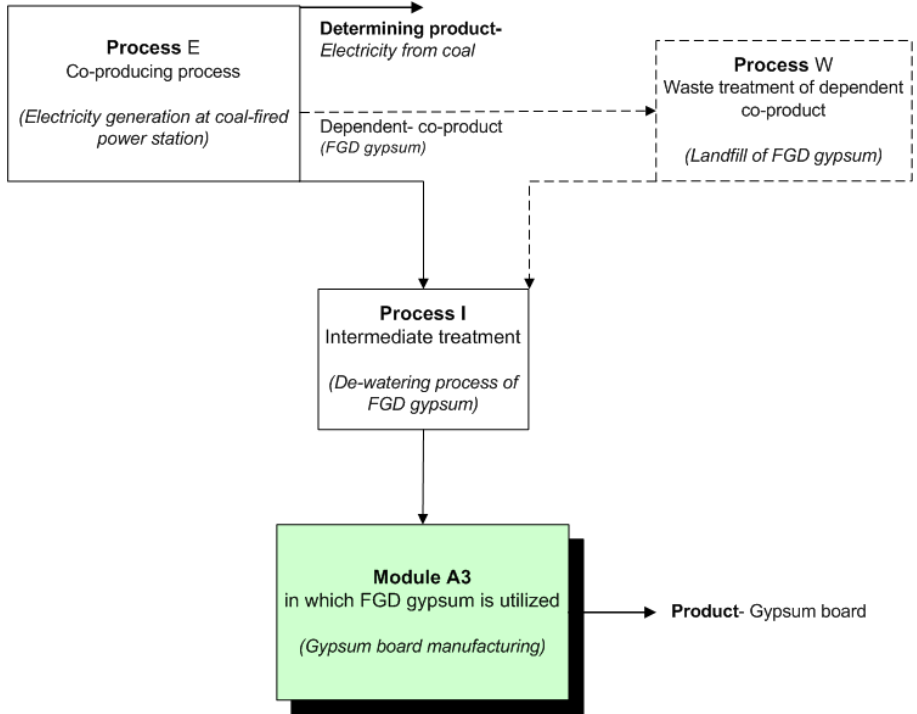 Process E
Co-producing process
(Electricity generation at coal-fired
power station)
Determining product-
Electricity from coal
Dependent- co-product
(FGD gypsum)
Process W
Waste treatment of dependent
co-product
(Landfill of FGD gypsum)
Process I
Intermediate treatment
(De-watering process of
FGD gypsum)
Module A3
in which FGD gypsum is utilized
(Gypsum board manufacturing)
Product- Gypsum board